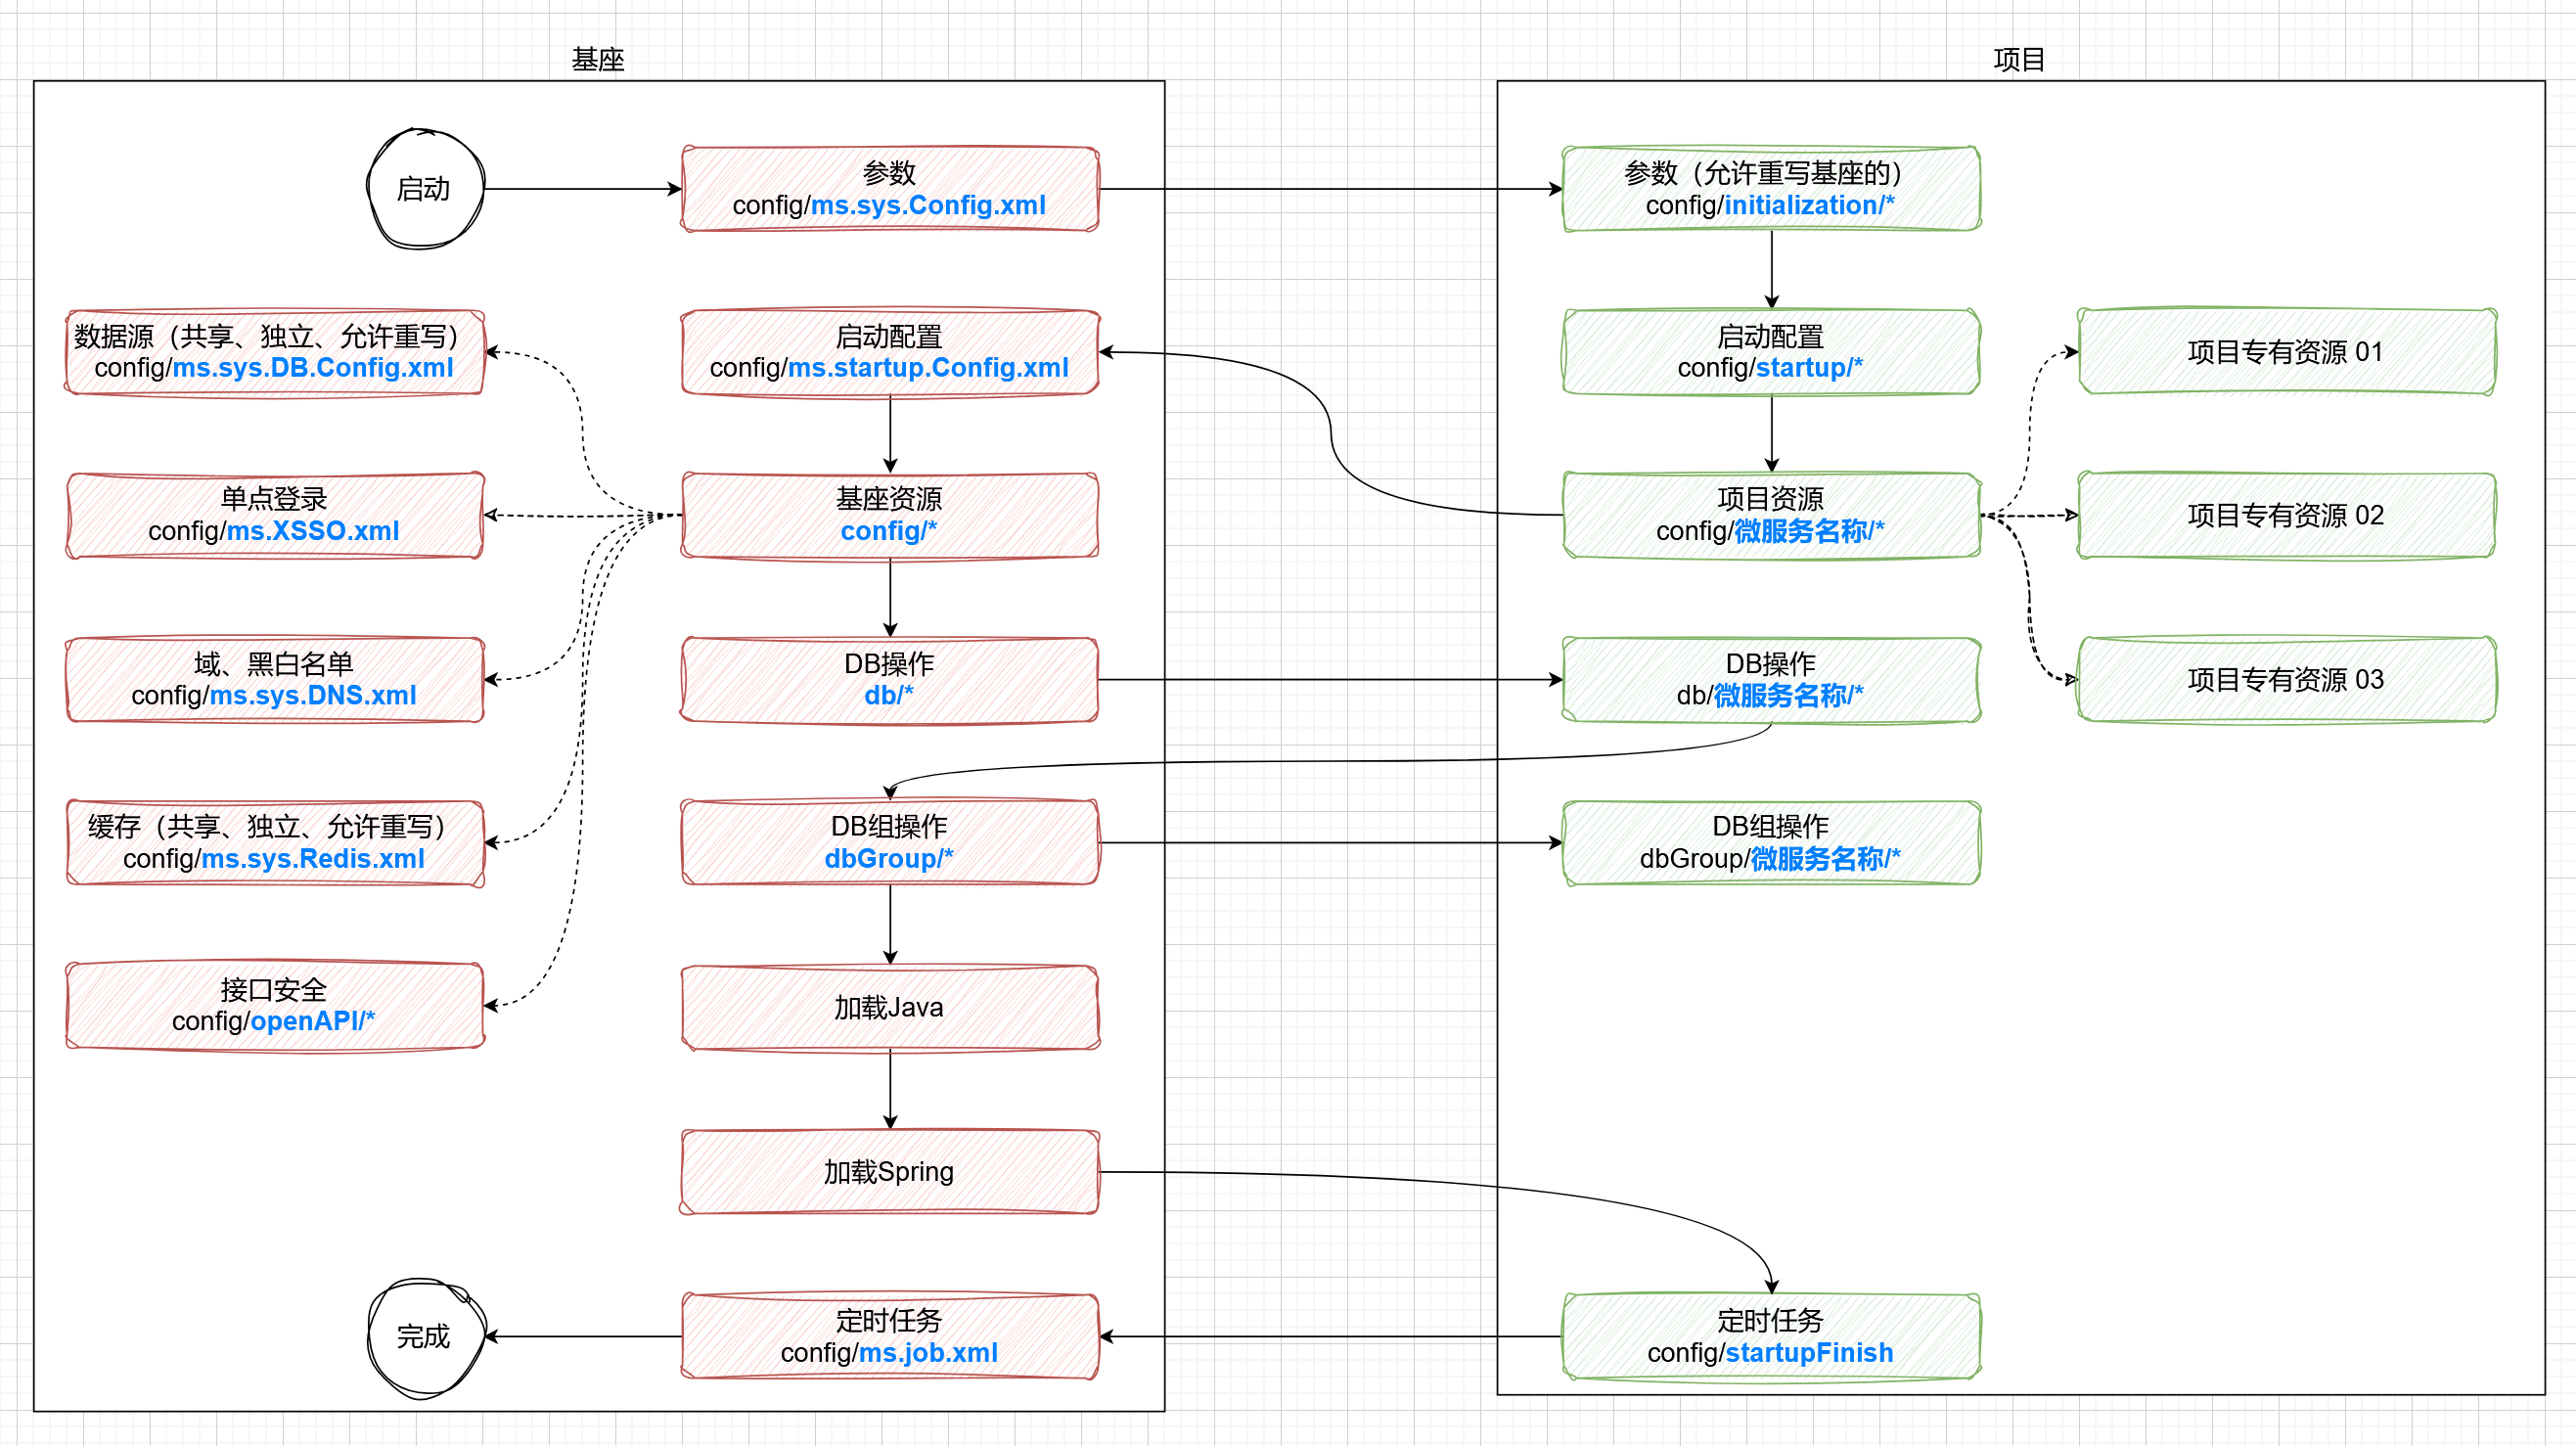 基座
项目
启动
参数
config/ms.sys.Config.xml
参数（允许重写基座的）
config/initialization/*
数据源（共享、独立、允许重写）
config/ms.sys.DB.Config.xml
启动配置
config/ms.startup.Config.xml
启动配置
config/startup/*
项目专有资源 01
单点登录
config/ms.XSSO.xml
基座资源
config/*
项目资源
config/微服务名称/*
项目专有资源 02
域、黑白名单
config/ms.sys.DNS.xml
DB操作
db/*
DB操作
db/微服务名称/*
项目专有资源 03
缓存（共享、独立、允许重写）
config/ms.sys.Redis.xml
DB组操作
dbGroup/*
DB组操作
dbGroup/微服务名称/*
接口安全
config/openAPI/*
加载Java
加载Spring
完成
定时任务
config/ms.job.xml
定时任务
config/startupFinish